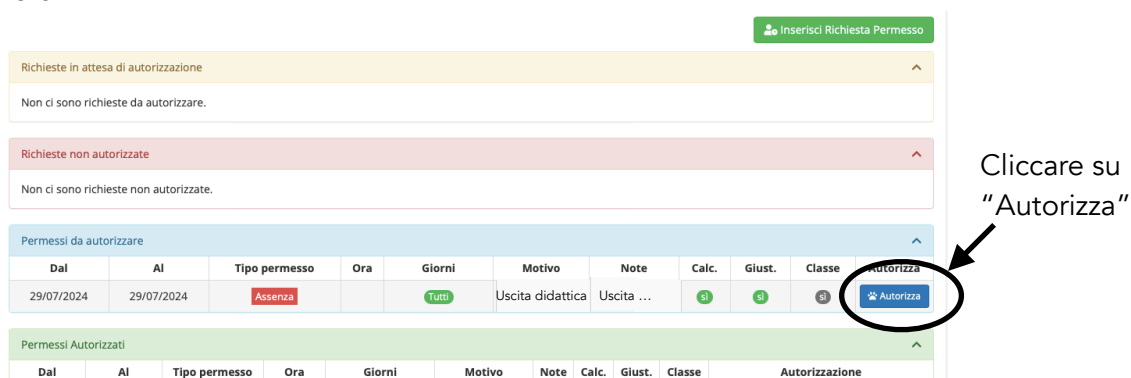 Inserisci Richiesta Permesso
Richieste in attesa di autorizzazione
Non ci sono richieste da autorizzare.
Richieste non autorizzate
Non ci sono richieste non autorizzate.
Cliccare su
"Autorizza"
Permessi da autorizzare
Dal Al Tipo permesso Ora Giorni Motivo Note Calc. Giust. Classe Autorizza
29/07/2024 29/07/2024 Assenza Tutti Uscita didattica Uscita ... sì sì sì Autorizza
Permessi Autorizzati
Dal Al Tipo permesso Ora Giorni Motivo Note Calc. Giust. Classe Autorizzazione